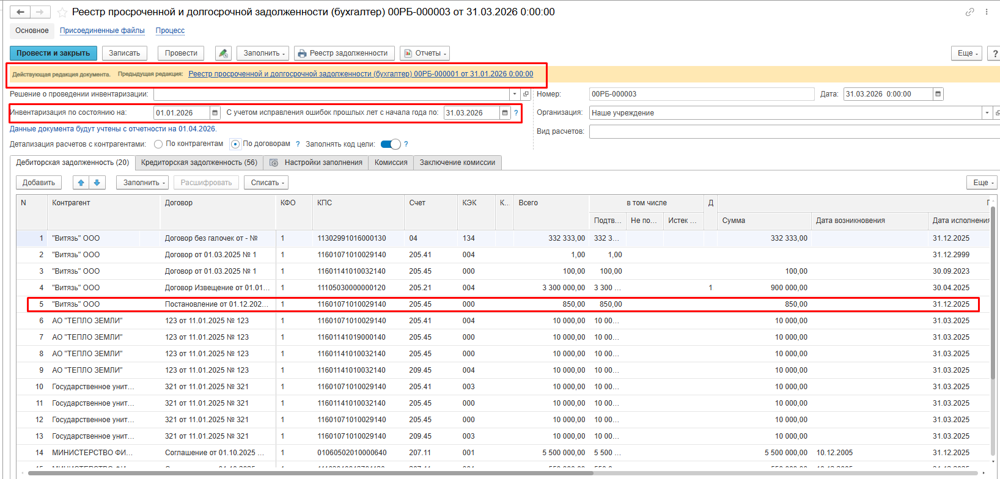 Реестр просроченной и долгосрочной задолженности (бухгалтер) 00РБ-000003 от 31.03.2026 0:00:00
Основное Присоединенные файлы Процесс
Провести и закрыть Записать Провести Заполнить Реестр задолженности Отчеты Еще ?
Действующая редакция документа. Предыдущая редакция: Реестр просроченной и долгосрочной задолженности (бухгалтер) 00РБ-000001 от 31.01.2026 0:00:00
Решение о проведении инвентаризации: Номер: 00РБ-000003 Дата: 31.03.2026 0:00:00
Инвентаризация по состоянию на: 01.01.2026 С учетом исправления ошибок прошлых лет с начала года по: 31.03.2026 ? Организация: Наше учреждение
Данные документа будут учтены с отчетности на 01.04.2026. Вид расчетов:
Детализация расчетов с контрагентами: По контрагентам По договорам ? Заполнять код цели: ?
Дебиторская задолженность (20) Кредиторская задолженность (56) Настройки заполнения Комиссия Заключение комиссии
Добавить Заполнить Расшифровать Списать Еще
N Контрагент Договор КФО КПС Счет КЭК К... Всего в том числе Д
Подтв... Не по... Истек ... Сумма Дата возникновения Дата исполнения
1 "Витязь" ООО Договор без галочек от - № 1 11302991016000130 04 134 332 333,00 332 3... 332 333,00 31.12.2025
2 "Витязь" ООО Договор от 01.03.2025 № 1 1 11601071010029140 205.41 004 1,00 1,00 31.12.2999
3 "Витязь" ООО Договор от 01.03.2025 № 1 1 11601141010032140 205.45 000 100,00 100,00 100,00 30.09.2023
4 "Витязь" ООО Договор Извещение от 01.01... 1 11105030000000120 205.21 004 3 300 000,00 3 300 ... 1 900 000,00 30.04.2025
5 "Витязь" ООО Постановление от 01.12.202... 1 11601071010029140 205.45 000 850,00 850,00 850,00 31.12.2025
6 АО "ТЕПЛО ЗЕМЛИ" 123 от 11.01.2025 № 123 1 11601071010029140 205.41 004 10 000,00 10 00... 10 000,00 31.03.2025
7 АО "ТЕПЛО ЗЕМЛИ" 123 от 11.01.2025 № 123 1 11601141019000140 205.45 000 10 000,00 10 00... 10 000,00 31.03.2025
8 АО "ТЕПЛО ЗЕМЛИ" 123 от 11.01.2025 № 123 1 11601141010032140 205.45 000 10 000,00 10 00... 10 000,00 31.03.2025
9 АО "ТЕПЛО ЗЕМЛИ" 123 от 11.01.2025 № 123 1 11601141010032140 209.45 004 10 000,00 10 00... 10 000,00 31.03.2025
10 Государственное унит... 321 от 11.01.2025 № 321 1 11601071010029140 205.41 003 10 000,00 10 00... 10 000,00 31.03.2025
11 Государственное унит... 321 от 11.01.2025 № 321 1 11601141010032140 205.45 000 10 000,00 10 00... 10 000,00 31.03.2025
12 Государственное унит... 321 от 11.01.2025 № 321 1 11601071010029140 205.45 000 10 000,00 10 00... 10 000,00 31.03.2025
13 Государственное унит... 321 от 11.01.2025 № 321 1 11601071010029140 209.45 003 10 000,00 10 00... 10 000,00 31.03.2025
14 МИНИСТЕРСТВО ФИ... Соглашение от 01.10.2025 ... 1 01060502010000640 207.11 001 5 500 000,00 5 500 ... 5 500 000,00 10.12.2005 31.12.2025